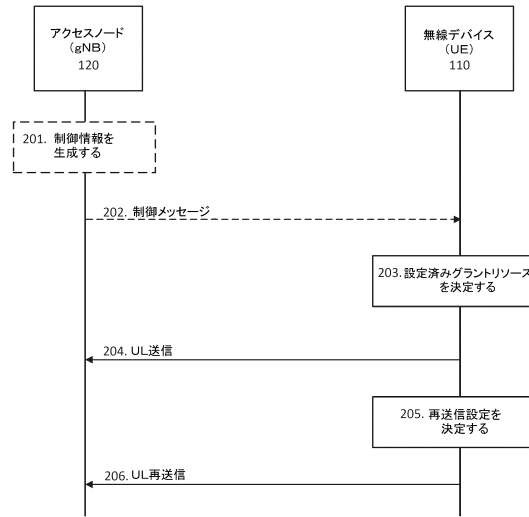 アクセスノード
(gNB)
120
無線デバイス
(UE)
110
201. 制御情報を
生成する
202. 制御メッセージ
203. 設定済みグラントリソース
を決定する
204. UL送信
205. 再送信設定を
決定する
206. UL再送信